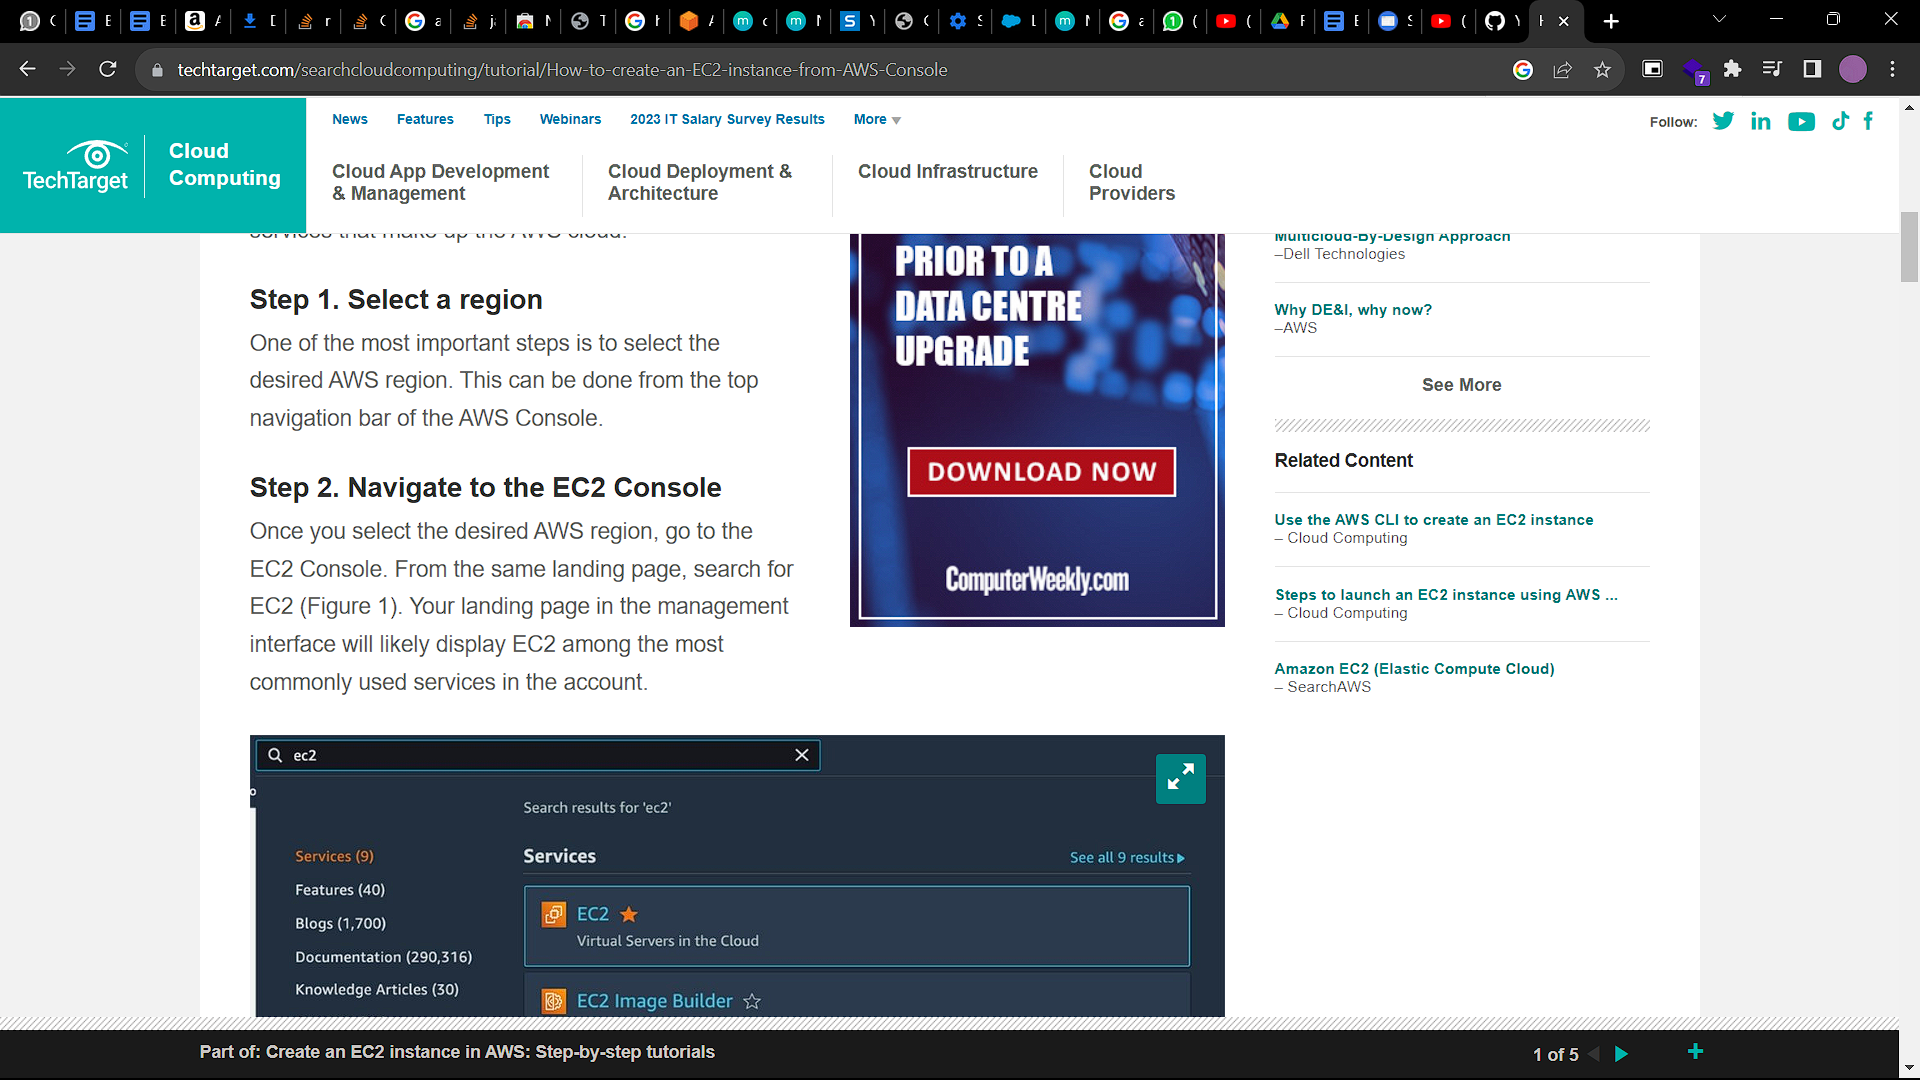 techtarget.com/searchcloudcomputing/tutorial/How-to-create-an-EC2-instance-from-AWS-Console
7
TechTarget
Cloud
Computing
News Features Tips Webinars 2023 IT Salary Survey Results More
Follow:
Cloud App Development
& Management
Cloud Deployment &
Architecture
Cloud Infrastructure
Cloud
Providers
services that make up the AWS cloud.
Step 1. Select a region
One of the most important steps is to select the
desired AWS region. This can be done from the top
navigation bar of the AWS Console.
Step 2. Navigate to the EC2 Console
Once you select the desired AWS region, go to the
EC2 Console. From the same landing page, search for
EC2 (Figure 1). Your landing page in the management
interface will likely display EC2 among the most
commonly used services in the account.
PRIOR TO A
DATA CENTRE
UPGRADE
DOWNLOAD NOW
ComputerWeekly.com
Multicloud-By-Design Approach
–Dell Technologies
Why DE&I, why now?
–AWS
See More
Related Content
Use the AWS CLI to create an EC2 instance
– Cloud Computing
Steps to launch an EC2 instance using AWS ...
– Cloud Computing
Amazon EC2 (Elastic Compute Cloud)
– SearchAWS
ec2
Search results for 'ec2'
Services (9)
Features (40)
Blogs (1,700)
Documentation (290,316)
Knowledge Articles (30)
Services
See all 9 results
EC2
Virtual Servers in the Cloud
EC2 Image Builder
Part of: Create an EC2 instance in AWS: Step-by-step tutorials
1 of 5